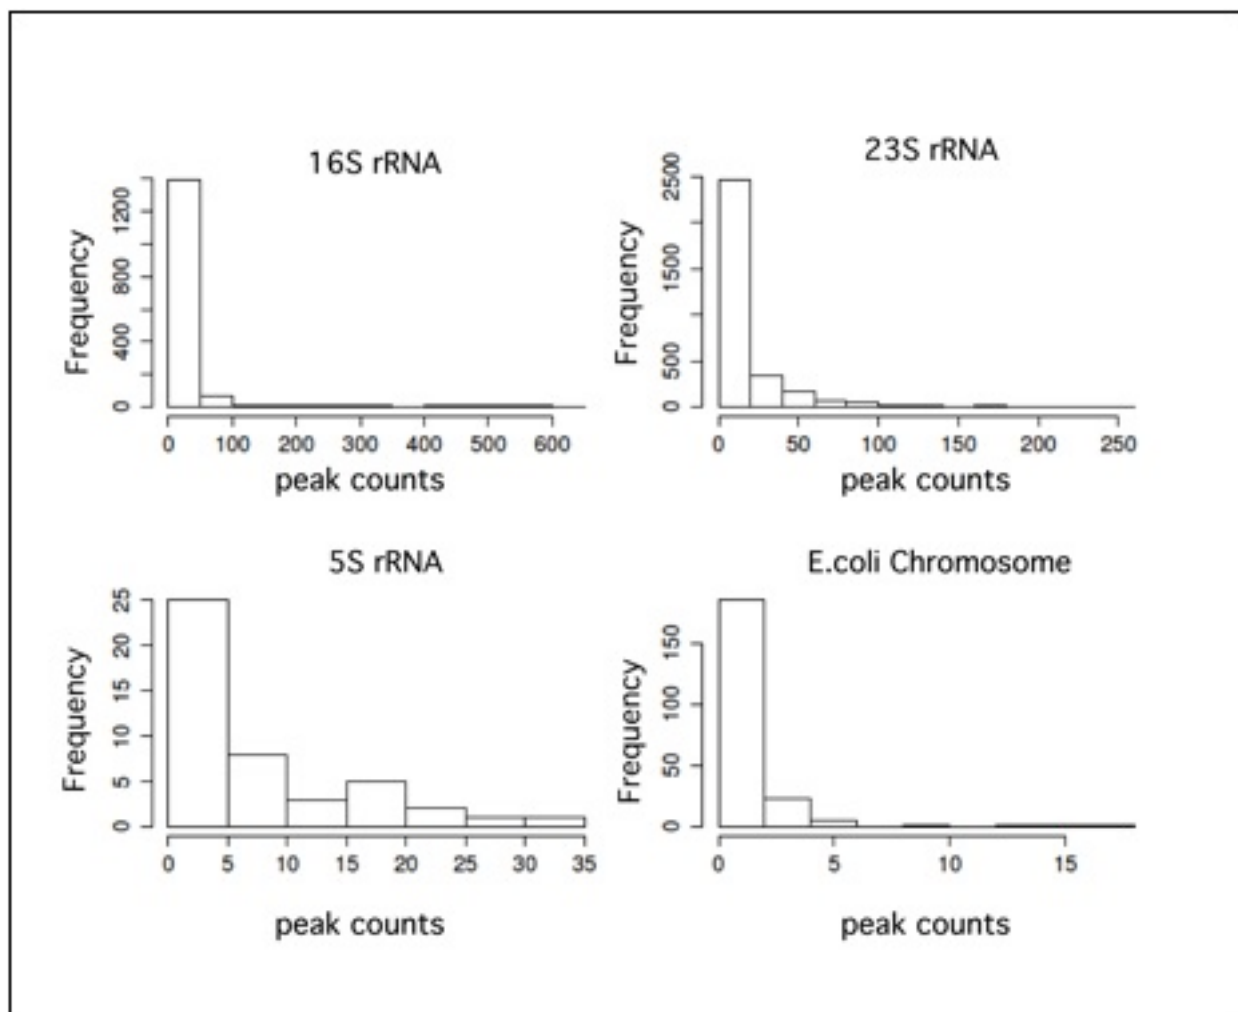 16S rRNA
Frequency
0 400 800 1200
0 100 200 300 400 500 600
peak counts
23S rRNA
Frequency
0 500 1500 2500
0 50 100 150 200 250
peak counts
5S rRNA
Frequency
0 5 10 15 20 25
0 5 10 15 20 25 30 35
peak counts
E.coli Chromosome
Frequency
0 50 100 150
0 5 10 15
peak counts